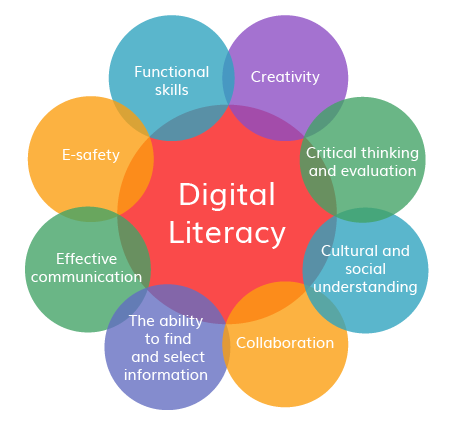 Functional
skills
Creativity
Critical thinking
and evaluation
Cultural and
social
understanding
Collaboration
The ability
to find
and select
information
Effective
communication
E-safety
Digital
Literacy